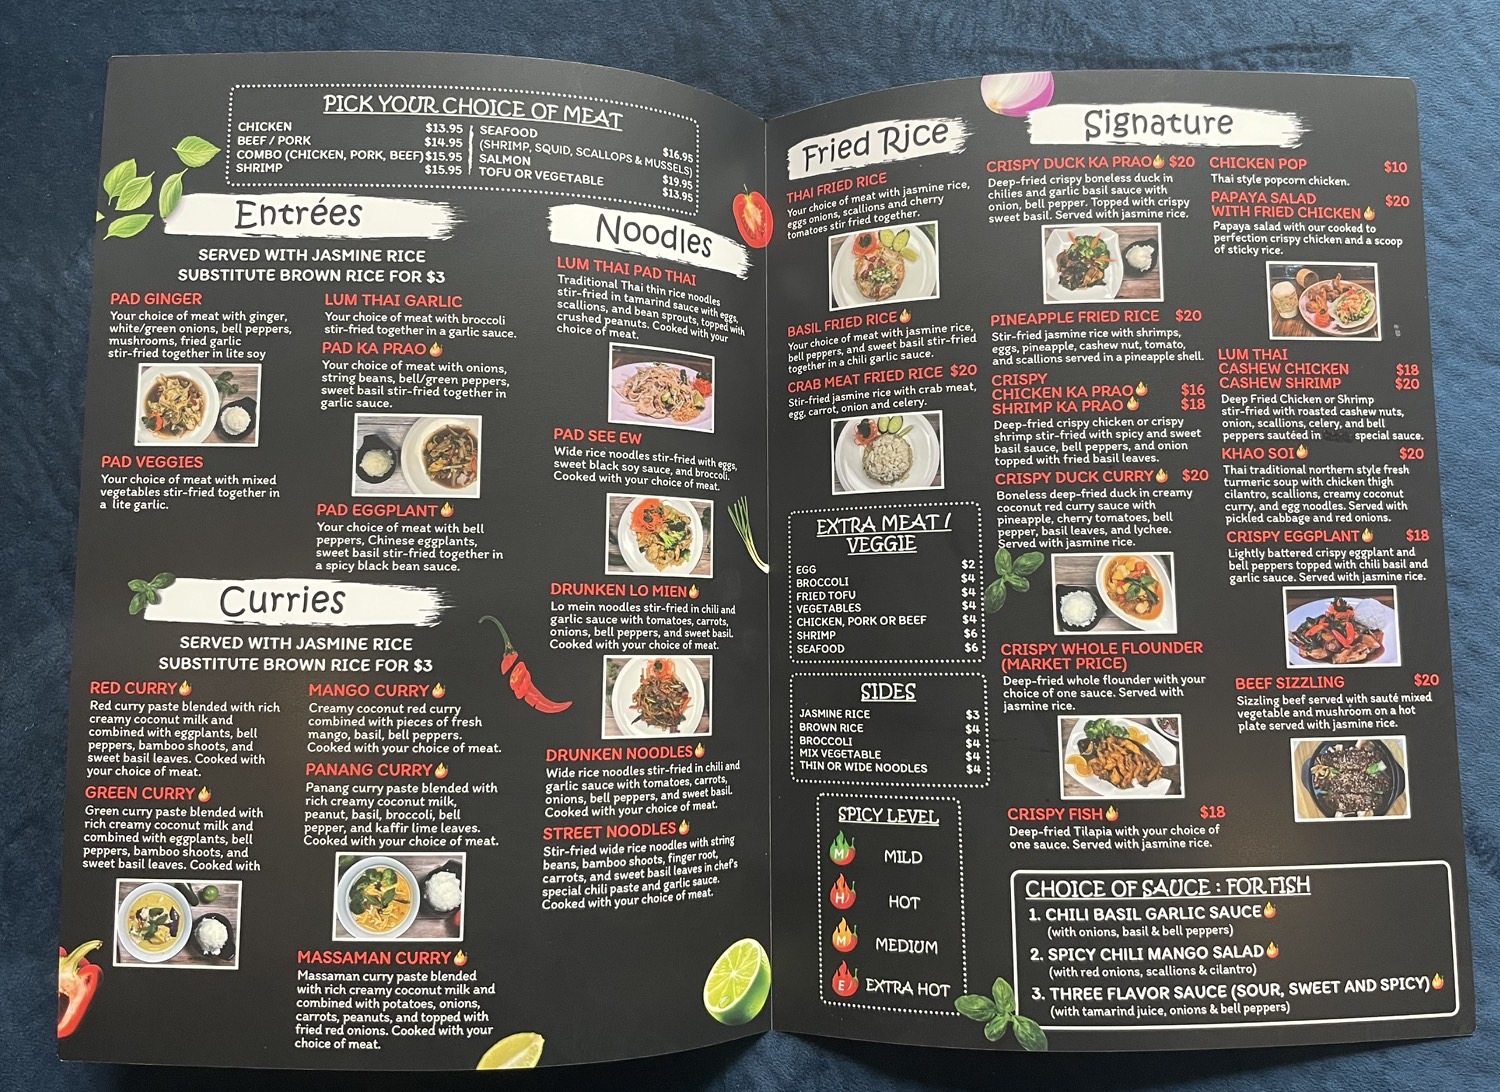 PICK YOUR CHOICE OF MEAT
CHICKEN $13.95
BEEF / PORK $14.95
COMBO (CHICKEN, PORK, BEEF) $15.95
SHRIMP $15.95
SEAFOOD
(SHRIMP, SQUID, SCALLOPS & MUSSELS) $16.95
SALMON $19.95
TOFU OR VEGETABLE $13.95
Entrées
SERVED WITH JASMINE RICE
SUBSTITUTE BROWN RICE FOR $3
PAD GINGER
Your choice of meat with ginger,
white/green onions, bell peppers,
mushrooms, fried garlic
stir-fried together in lite soy
PAD VEGGIES
Your choice of meat with mixed
vegetables stir-fried together in
a lite garlic.
LUM THAI GARLIC
Your choice of meat with broccoli
stir-fried together in a garlic sauce.
PAD KA PRAO
Your choice of meat with onions,
string beans, bell/green peppers,
sweet basil stir-fried together in
garlic sauce.
PAD EGGPLANT
Your choice of meat with bell
peppers, Chinese eggplants,
sweet basil stir-fried together in
a spicy black bean sauce.
Curries
SERVED WITH JASMINE RICE
SUBSTITUTE BROWN RICE FOR $3
RED CURRY
Red curry paste blended with rich
creamy coconut milk and
combined with eggplants, bell
peppers, bamboo shoots, and
sweet basil leaves. Cooked with
your choice of meat.
GREEN CURRY
Green curry paste blended with
rich creamy coconut milk and
combined with eggplants, bell
peppers, bamboo shoots, and
sweet basil leaves. Cooked with
MANGO CURRY
Creamy coconut red curry
combined with pieces of fresh
mango, basil, bell peppers.
Cooked with your choice of meat.
PANANG CURRY
Panang curry paste blended with
rich creamy coconut milk,
peanut, basil, broccoli, bell
pepper, and kaffir lime leaves.
Cooked with your choice of meat.
MASSAMAN CURRY
Massaman curry paste blended
with rich creamy coconut milk and
combined with potatoes, onions,
carrots, peanuts, and topped with
fried red onions. Cooked with your
choice of meat.
Noodles
LUM THAI PAD THAI
Traditional Thai thin rice noodles
stir-fried in tamarind sauce with eggs,
scallions, and bean sprouts, topped with
crushed peanuts. Cooked with your
choice of meat.
PAD SEE EW
Wide rice noodles stir-fried with eggs,
sweet black soy sauce, and broccoli.
Cooked with your choice of meat.
DRUNKEN LO MIEN
Lo mein noodles stir-fried in chili and
garlic sauce with tomatoes, carrots,
onions, bell peppers, and sweet basil.
Cooked with your choice of meat.
DRUNKEN NOODLES
Wide rice noodles stir-fried in chili and
garlic sauce with tomatoes, carrots,
onions, bell peppers, and sweet basil.
Cooked with your choice of meat.
STREET NOODLES
Stir-fried wide rice noodles with string
beans, bamboo shoots, finger root,
carrots, and sweet basil leaves in chef's
special chili paste and garlic sauce.
Cooked with your choice of meat.
Fried Rice
THAI FRIED RICE
Your choice of meat with jasmine rice,
eggs onions, scallions and cherry
tomatoes stir fried together.
BASIL FRIED RICE
Your choice of meat with jasmine rice,
bell peppers, and sweet basil stir-fried
together in a chili garlic sauce.
CRAB MEAT FRIED RICE $20
Stir-fried jasmine rice with crab meat,
egg, carrot, onion and celery.
EXTRA MEAT /
VEGGIE
EGG $2
BROCCOLI $4
FRIED TOFU $4
VEGETABLES $4
CHICKEN, PORK OR BEEF $4
SHRIMP $6
SEAFOOD $6
SIDES
JASMINE RICE $3
BROWN RICE $4
BROCCOLI $4
MIX VEGETABLE $4
THIN OR WIDE NOODLES $4
SPICY LEVEL
M MILD
H HOT
M MEDIUM
E EXTRA HOT
Signature
CRISPY DUCK KA PRAO $20
Deep-fried crispy boneless duck in
chilies and garlic basil sauce with
onion, bell pepper. Topped with crispy
sweet basil. Served with jasmine rice.
PINEAPPLE FRIED RICE $20
Stir-fried jasmine rice with shrimps,
eggs, pineapple, cashew nut, tomato,
and scallions served in a pineapple shell.
CRISPY
CHICKEN KA PRAO $16
SHRIMP KA PRAO $18
Deep-fried crispy chicken or crispy
shrimp stir-fried with spicy and sweet
basil sauce, bell peppers, and onion
topped with fried basil leaves.
CRISPY DUCK CURRY $20
Boneless deep-fried duck in creamy
coconut red curry sauce with
pineapple, cherry tomatoes, bell
pepper, basil leaves, and lychee.
Served with jasmine rice.
CRISPY WHOLE FLOUNDER
(MARKET PRICE)
Deep-fried whole flounder with your
choice of one sauce. Served with
jasmine rice.
CRISPY FISH $18
Deep-fried Tilapia with your choice of
one sauce. Served with jasmine rice.
CHICKEN POP $10
Thai style popcorn chicken.
PAPAYA SALAD $20
WITH FRIED CHICKEN
Papaya salad with our cooked to
perfection crispy chicken and a scoop
of sticky rice.
LUM THAI
CASHEW CHICKEN $18
CASHEW SHRIMP $20
Deep Fried Chicken or Shrimp
stir-fried with roasted cashew nuts,
onion, scallions, celery, and bell
peppers sautéed in special sauce.
KHAO SOI $20
Thai traditional northern style fresh
turmeric soup with chicken thigh
cilantro, scallions, creamy coconut
curry, and egg noodles. Served with
pickled cabbage and red onions.
CRISPY EGGPLANT $18
Lightly battered crispy eggplant and
bell peppers topped with chili basil and
garlic sauce. Served with jasmine rice.
BEEF SIZZLING $20
Sizzling beef served with sauté mixed
vegetable and mushroom on a hot
plate served with jasmine rice.
CHOICE OF SAUCE : FOR FISH
1. CHILI BASIL GARLIC SAUCE
(with onions, basil & bell peppers)
2. SPICY CHILI MANGO SALAD
(with red onions, scallions & cilantro)
3. THREE FLAVOR SAUCE (SOUR, SWEET AND SPICY)
(with tamarind juice, onions & bell peppers)